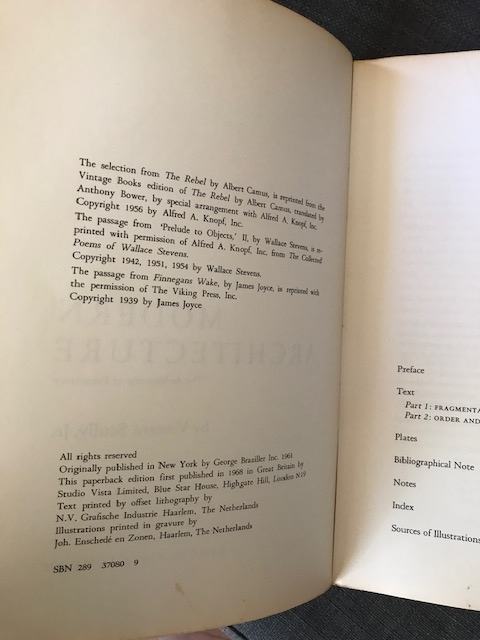 The selection from The Rebel by Albert Camus, is reprinted from the
Vintage Books edition of The Rebel by Albert Camus, translated by
Anthony Bower, by special arrangement with Alfred A. Knopf, Inc.
Copyright 1956 by Alfred A. Knopf, Inc.
The passage from 'Prelude to Objects,' II, by Wallace Stevens, is re-
printed with permission of Alfred A. Knopf, Inc. from The Collected
Poems of Wallace Stevens.
Copyright 1942, 1951, 1954 by Wallace Stevens.
The passage from Finnegans Wake, by James Joyce, is reprinted with
the permission of The Viking Press, Inc.
Copyright 1939 by James Joyce
ARCHITECTURE
All rights reserved
Originally published in New York by George Braziller Inc. 1961
This paperback edition first published in 1968 in Great Britain by
Studio Vista Limited, Blue Star House, Highgate Hill, London N19
Text printed by offset lithography by
N.V. Grafische Industrie Haarlem, The Netherlands
Illustrations printed in gravure by
Joh. Enschedé en Zonen, Haarlem, The Netherlands
SBN 289 37080 9
Preface
Text
Part 1: FRAGMENTA
Part 2: ORDER AND
Plates
Bibliographical Note
Notes
Index
Sources of Illustrations